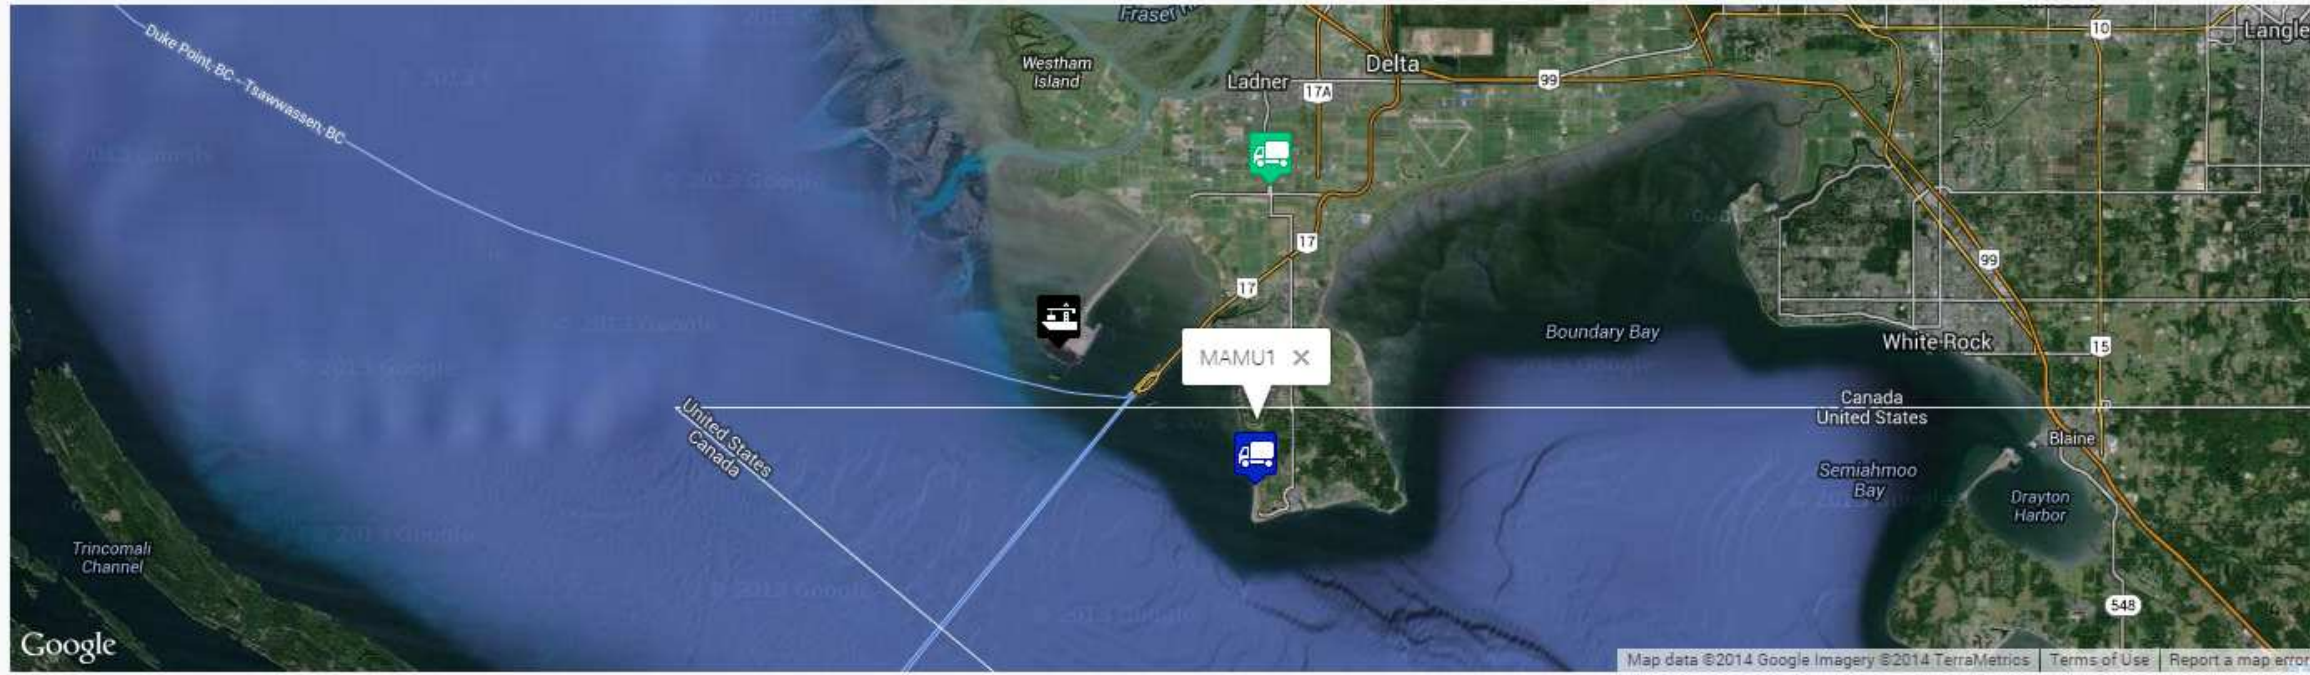 Fraser
Langle
10
Duke Point, BC - Tsawwassen, BC
Westham
Island
Delta
Ladner
17A
99
17
17
99
MAMU1
Boundary Bay
White Rock
15
United States
Canada
Canada
United States
Blaine
Semiahmoo
Bay
Drayton
Harbor
Trincomali
Channel
548
Google
Map data ©2014 Google Imagery ©2014 TerraMetrics
Terms of Use
Report a map error